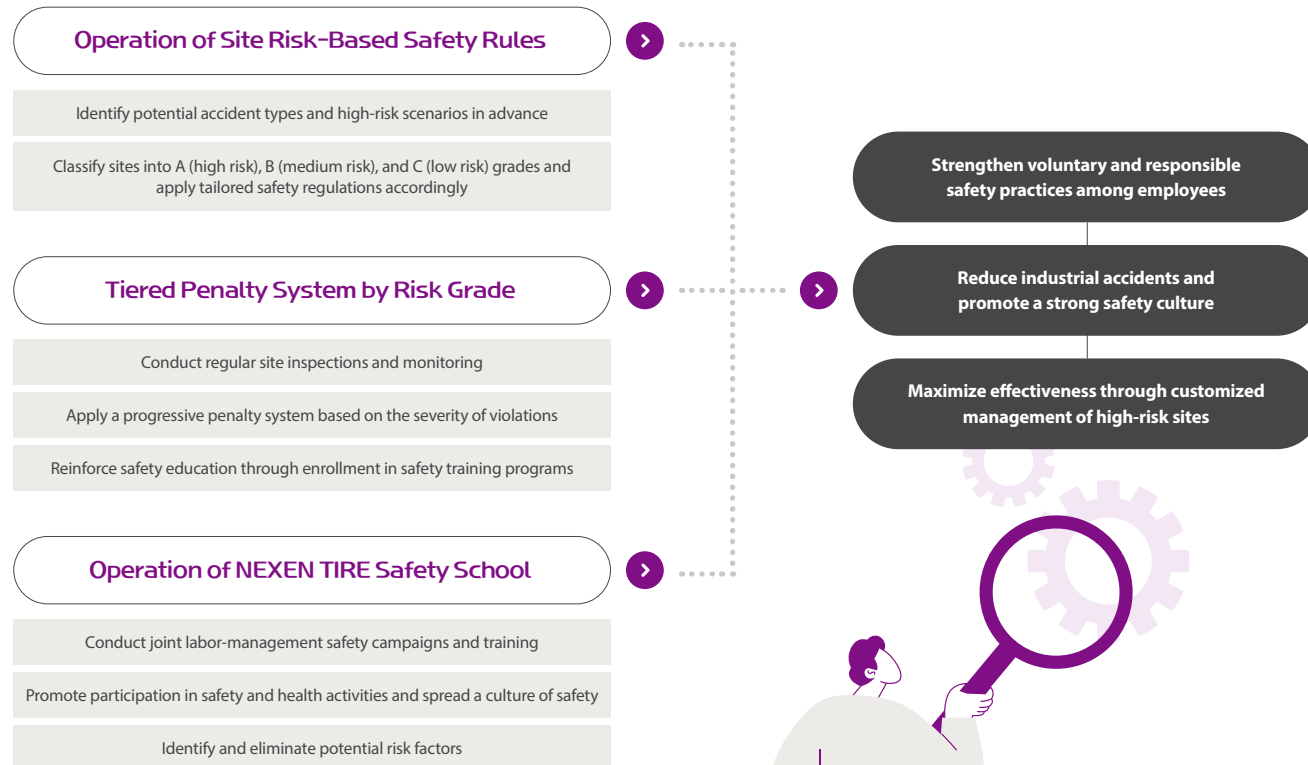 Operation of Site Risk-Based Safety Rules
Identify potential accident types and high-risk scenarios in advance
Classify sites into A (high risk), B (medium risk), and C (low risk) grades and
apply tailored safety regulations accordingly
Tiered Penalty System by Risk Grade
Conduct regular site inspections and monitoring
Apply a progressive penalty system based on the severity of violations
Reinforce safety education through enrollment in safety training programs
Operation of NEXEN TIRE Safety School
Conduct joint labor-management safety campaigns and training
Promote participation in safety and health activities and spread a culture of safety
Identify and eliminate potential risk factors
Strengthen voluntary and responsible
safety practices among employees
Reduce industrial accidents and
promote a strong safety culture
Maximize effectiveness through customized
management of high-risk sites